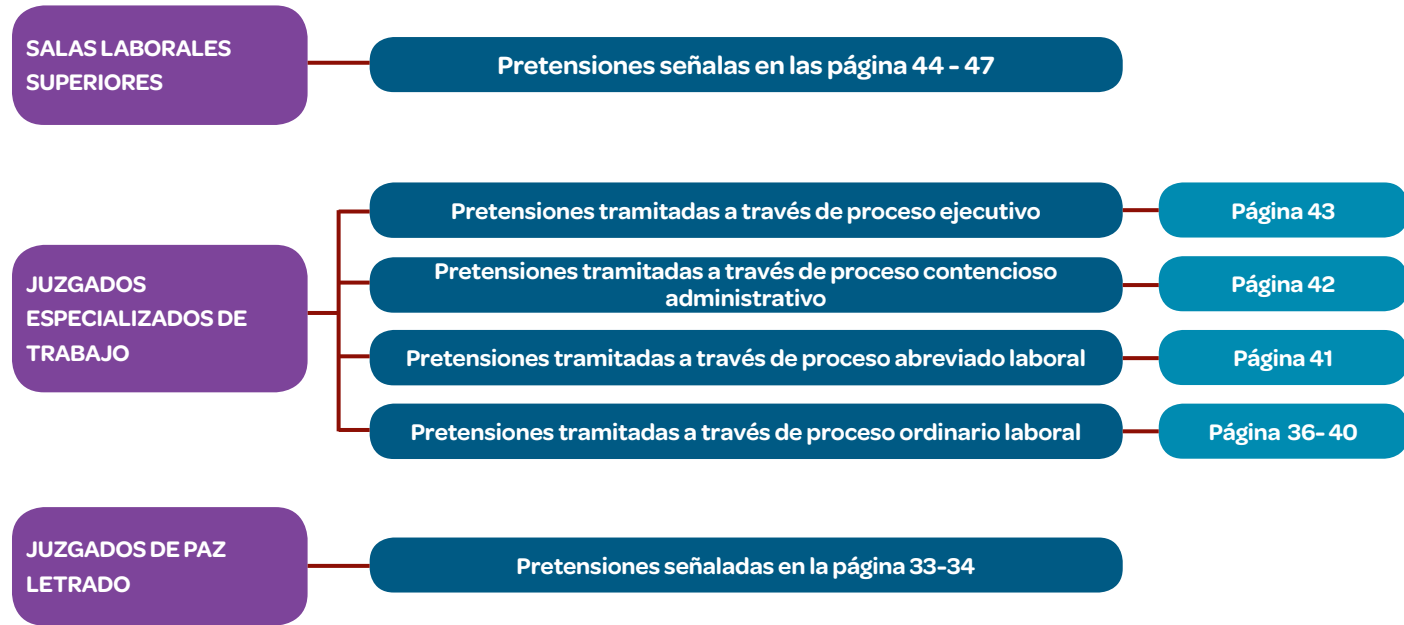 SALAS LABORALES
SUPERIORES
Pretensiones señalas en las página 44 - 47
JUZGADOS
ESPECIALIZADOS DE
TRABAJO
Pretensiones tramitadas a través de proceso ejecutivo
Página 43
Pretensiones tramitadas a través de proceso contencioso
administrativo
Página 42
Pretensiones tramitadas a través de proceso abreviado laboral
Página 41
Pretensiones tramitadas a través de proceso ordinario laboral
Página 36- 40
JUZGADOS DE PAZ
LETRADO
Pretensiones señaladas en la página 33-34